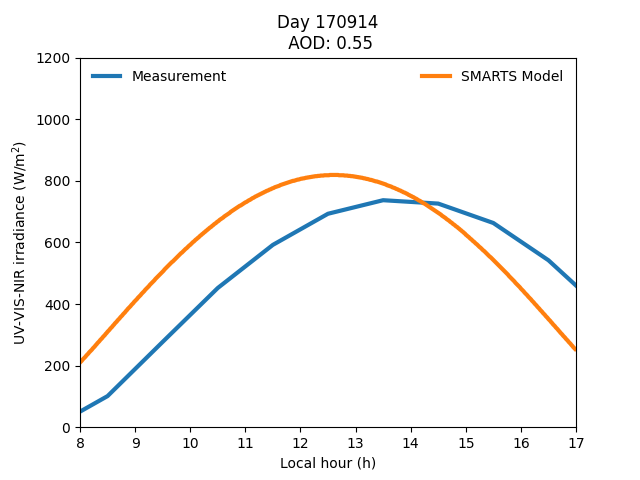 Day 170914
AOD: 0.55
Measurement
SMARTS Model
UV-VIS-NIR irradiance (W/m²)
1200
1000
800
600
400
200
0
8 9 10 11 12 13 14 15 16 17
Local hour (h)